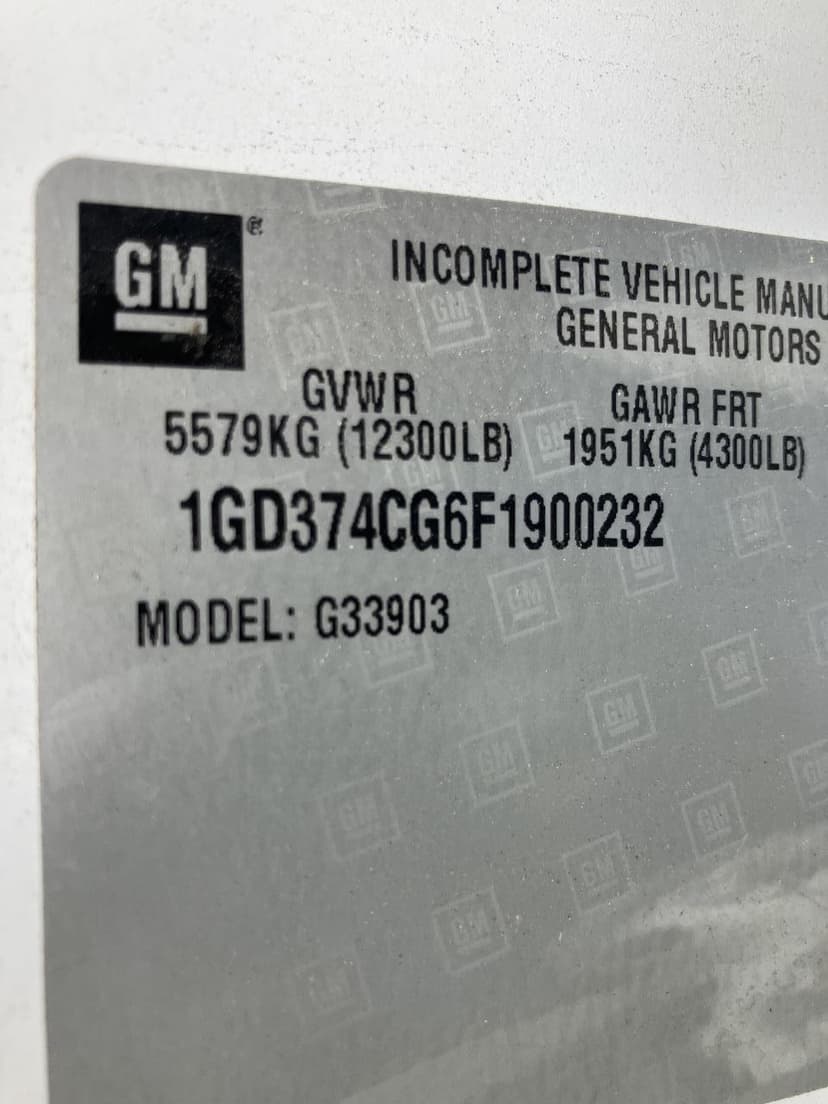 GM®
INCOMPLETE VEHICLE
GENERAL MOTORS
GVWR GAWR FRT
5579KG (12300LB) 1951KG (4300LB)
1GD374CG6F1900232
MODEL: G33903